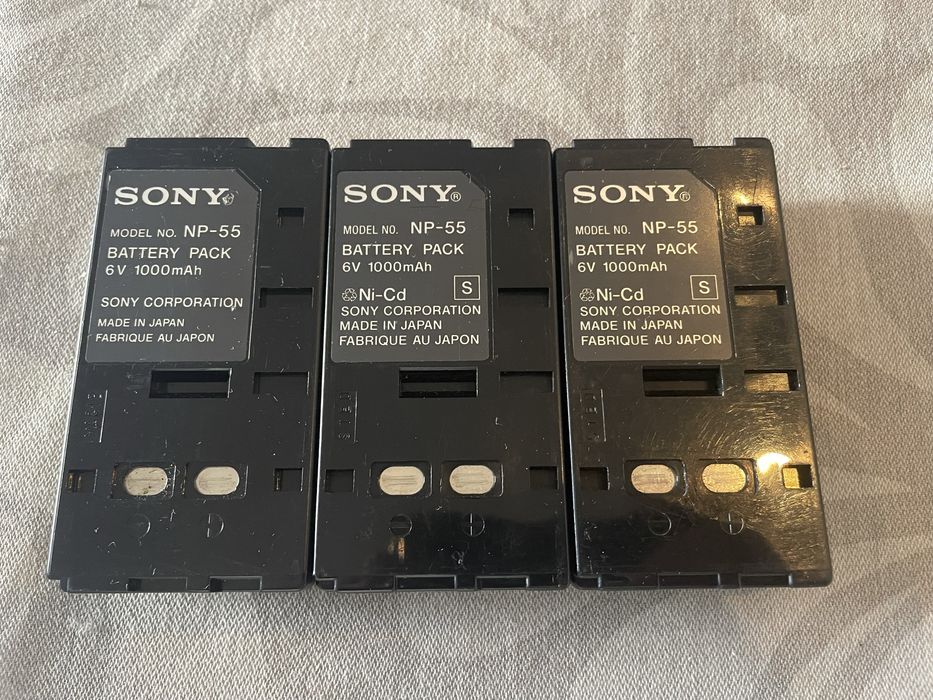 SONY
MODEL NO. NP-55
BATTERY PACK
6V 1000mAh
SONY CORPORATION
MADE IN JAPAN
FABRIQUE AU JAPON
SONY®
MODEL NO. NP-55
BATTERY PACK
6V 1000mAh
Ni-Cd S
SONY CORPORATION
MADE IN JAPAN
FABRIQUE AU JAPON
SONY®
MODEL NO. NP-55
BATTERY PACK
6V 1000mAh
Ni-Cd S
SONY CORPORATION
MADE IN JAPAN
FABRIQUE AU JAPON